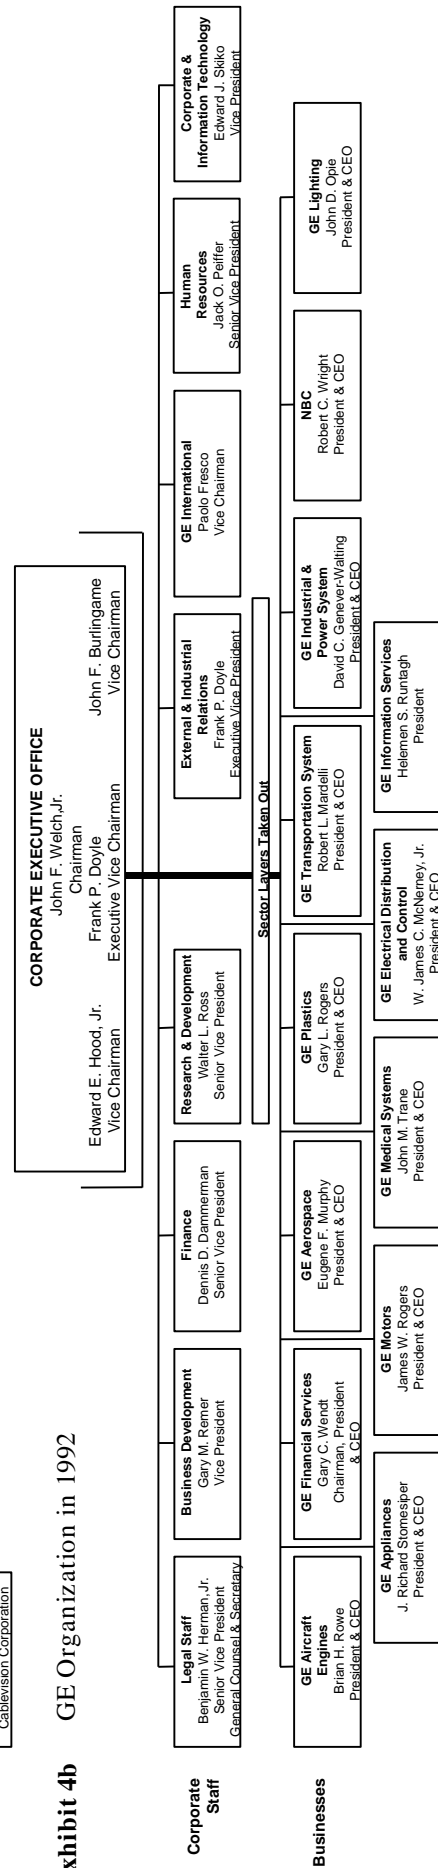 Cablevision Corporation
xhibit 4b GE Organization in 1992
CORPORATE EXECUTIVE OFFICE
John F. Welch,Jr.
Chairman
Edward E. Hood, Jr.
Vice Chairman
Frank P. Doyle
Executive Vice Chairman
John F. Burlingame
Vice Chairman
Corporate
Staff
Legal Staff
Benjamin W. Herman,Jr.
Senior Vice President
General Counsel & Secretary
Business Development
Gary M. Remer
Vice President
Finance
Dennis D. Dammerman
Senior Vice President
Research & Development
Walter L. Ross
Senior Vice President
External & Industrial
Relations
Frank P. Doyle
Executive Vice President
GE International
Paolo Fresco
Vice Chairman
Human
Resources
Jack O. Peiffer
Senior Vice President
Corporate &
Information Technology
Edward J. Skiko
Vice President
Sector Layers Taken Out
Businesses
GE Aircraft
Engines
Brian H. Rowe
President & CEO
GE Financial Services
Gary C. Wendt
Chairman, President
& CEO
GE Aerospace
Eugene F. Murphy
President & CEO
GE Plastics
Gary L. Rogers
President & CEO
GE Transportation System
Robert L. Mardelli
President & CEO
GE Industrial &
Power System
David C. Genever-Walting
President & CEO
NBC
Robert C. Wright
President & CEO
GE Lighting
John D. Opie
President & CEO
GE Appliances
J. Richard Stomesiper
President & CEO
GE Motors
James W. Rogers
President & CEO
GE Medical Systems
John M. Trane
President & CEO
GE Electrical Distribution
and Control
W. James C. McNerney, Jr.
President & CEO
GE Information Services
Helemen S. Runtagh
President